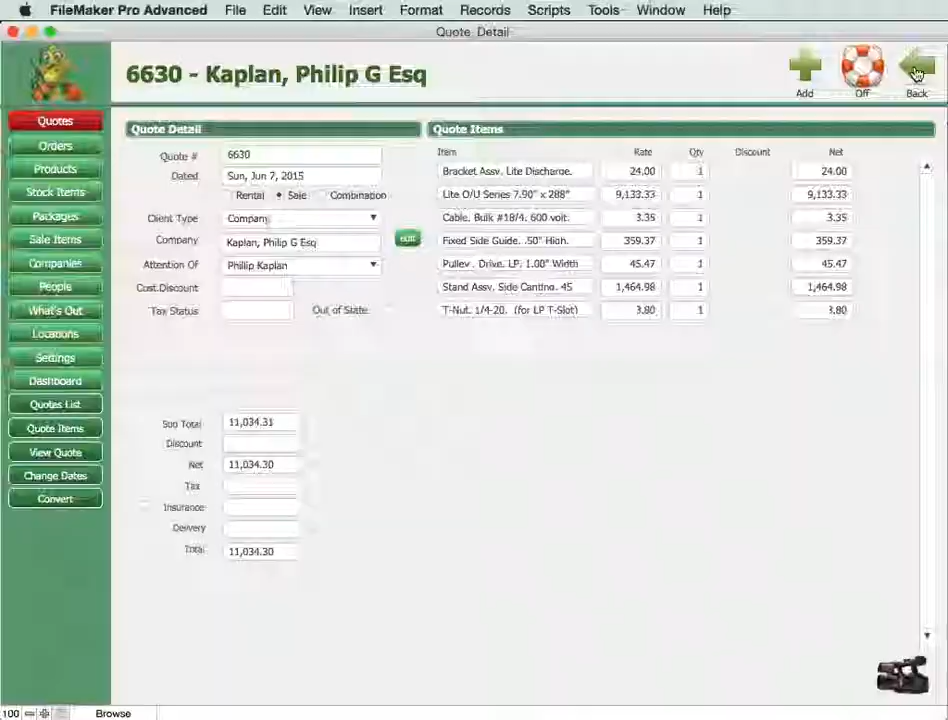 FileMaker Pro Advanced File Edit View Insert Format Records Scripts Tools Window Help
Quote Detail
6630 - Kaplan, Philip G Esq
Add
Off
Back
Quotes
Orders
Products
Stock Items
Packages
Sale Items
Companies
People
What's Out
Locations
Settings
Dashboard
Quotes List
Quote Items
View Quote
Change Dates
Convert
Quote Detail
Quote # 6630
Dated Sun, Jun 7, 2015
Rental Sale Combination
Client Type Company
Company Kaplan, Philip G Esq edit
Attention Of Philip Kaplan
Cust.Discount
Tax Status Out of State
Sub Total 11,034.31
Discount
Net 11,034.30
Tax
Insurance
Delivery
Total 11,034.30
Quote Items
Item Rate Qty Discount Net
Bracket Assy, Lite Discharge. 24.00 1 24.00
Lite O/U Series 7.90" x 288" 9,133.33 1 9,133.33
Cable, Bulk #18/4, 600 volt. 3.35 1 3.35
Fixed Side Guide, .50" High. 359.37 1 359.37
Pulley, Drive, LP, 1.00" Width 45.47 1 45.47
Stand Assy, Side Canting, 45 1,464.98 1 1,464.98
T-Nut, 1/4-20, (for LP T-Slot) 3.80 1 3.80
100 Browse